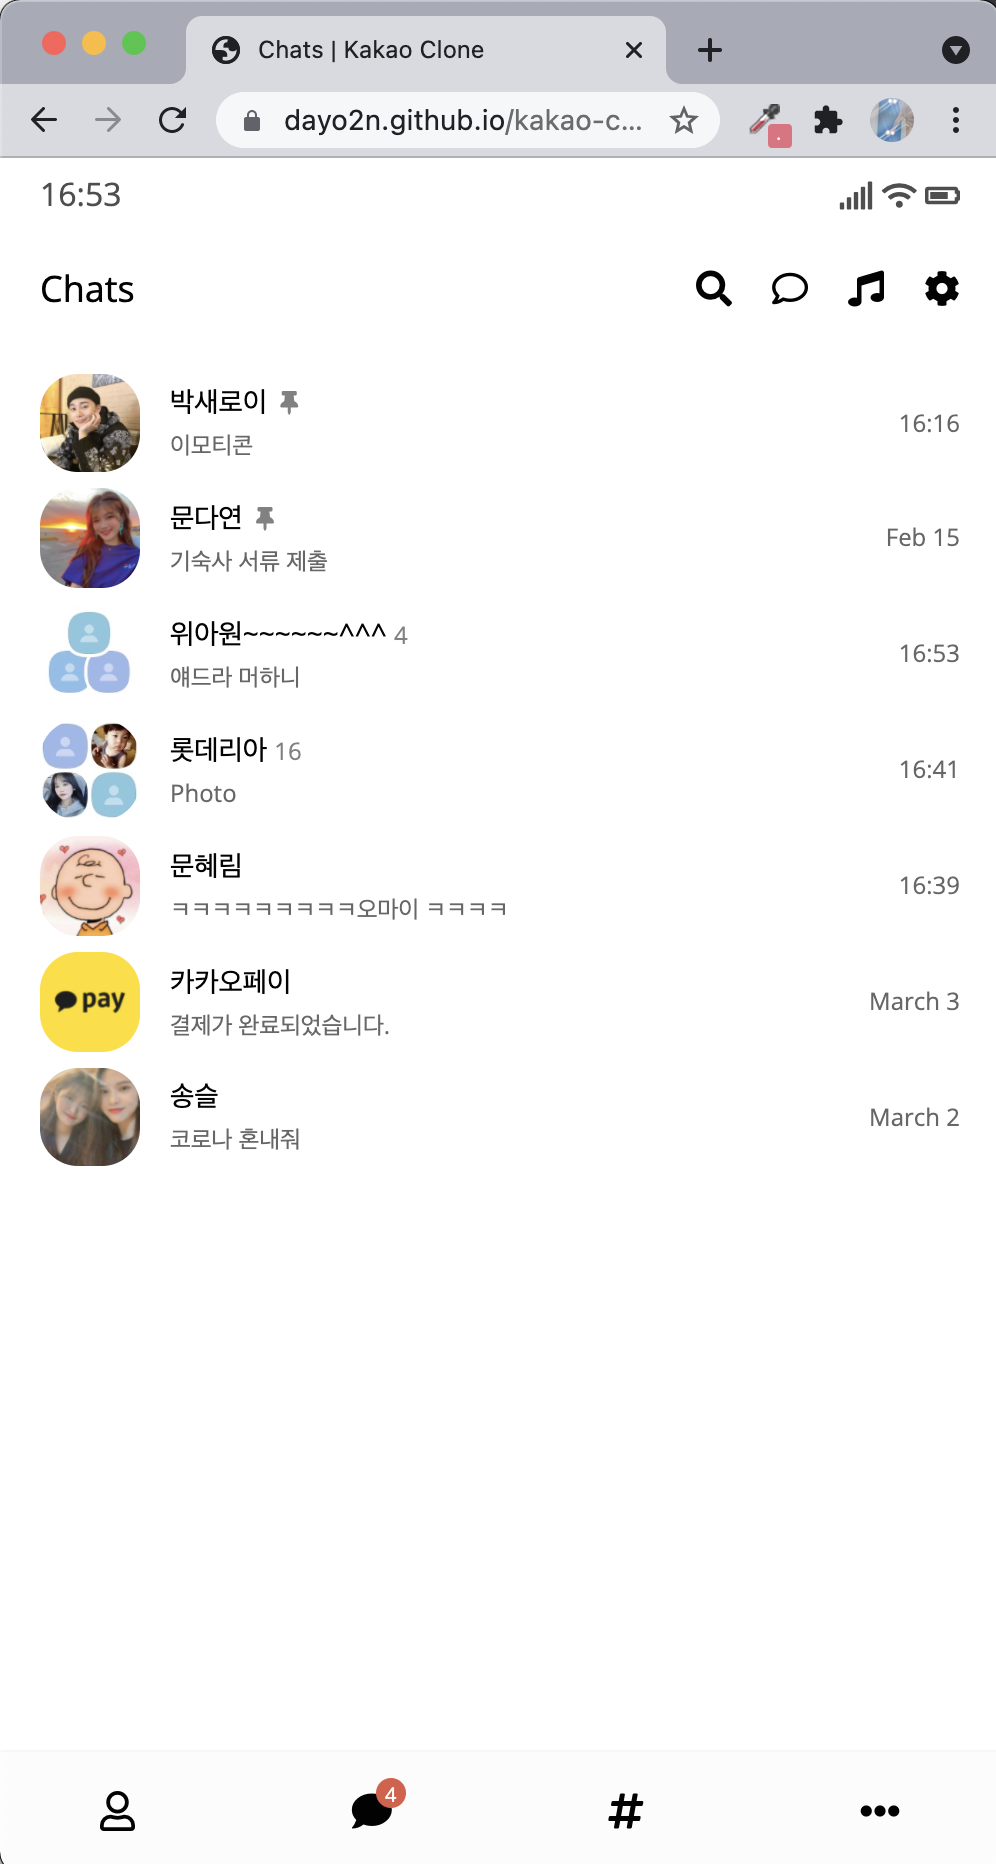 Chats | Kakao Clone
dayo2n.github.io/kakao-c...
16:53
Chats
박새로이
이모티콘
16:16
문다연
기숙사 서류 제출
Feb 15
위아원~~~~~~^^^ 4
얘드라 머하니
16:53
롯데리아 16
Photo
16:41
문혜림
ㅋㅋㅋㅋㅋㅋㅋㅋㅋ오마이 ㅋㅋㅋㅋ
16:39
pay
카카오페이
결제가 완료되었습니다.
March 3
송슬
코로나 혼내줘
March 2
4